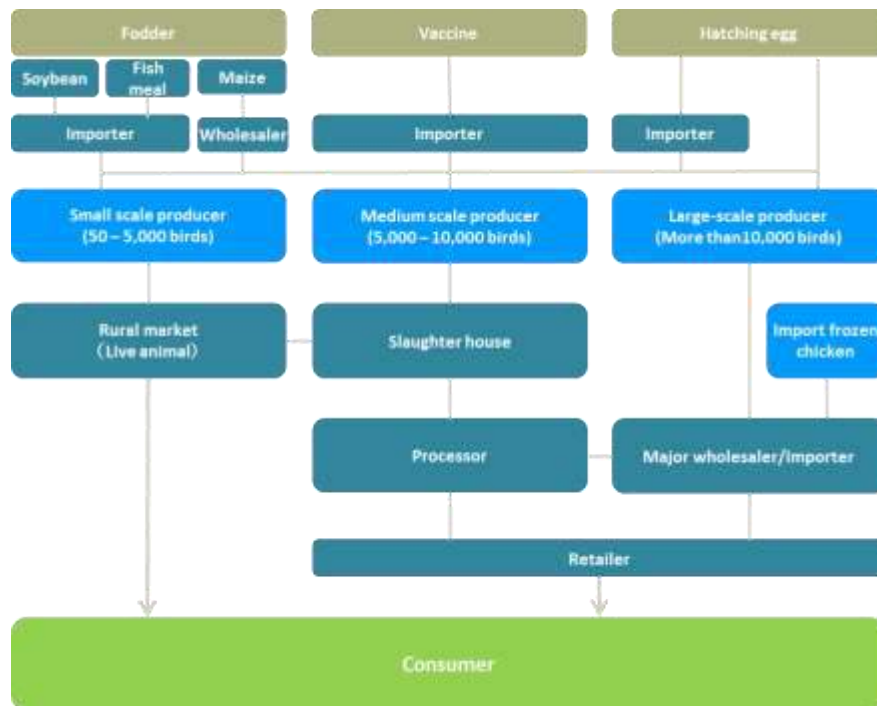 Fodder
Vaccine
Hatching egg
Soybean
Fish
meal
Maize
Importer
Wholesaler
Importer
Importer
Small scale producer
(50 – 5,000 birds)
Medium scale producer
(5,000 – 10,000 birds)
Large-scale producer
(More than10,000 birds)
Rural market
（Live animal）
Slaughter house
Import frozen
chicken
Processor
Major wholesaler/Importer
Retailer
Consumer